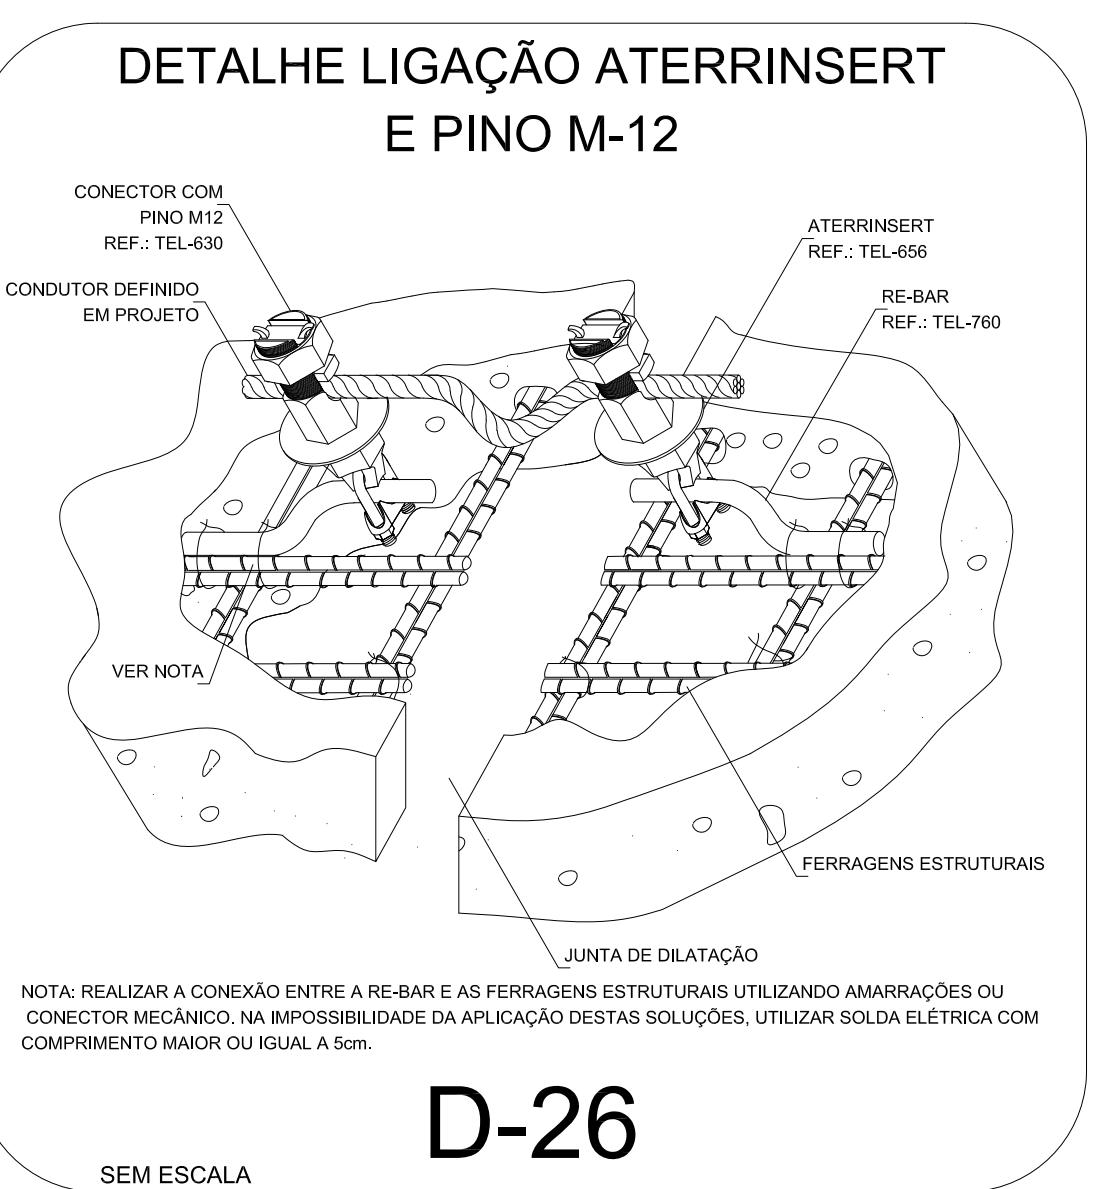 DETALHE LIGAÇÃO ATERRINSERT
E PINO M-12
CONECTOR COM
PINO M12
REF.: TEL-630
CONDUTOR DEFINIDO
EM PROJETO
ATERRINSERT
REF.: TEL-656
RE-BAR
REF.: TEL-760
VER NOTA
FERRAGENS ESTRUTURAIS
JUNTA DE DILATAÇÃO
NOTA: REALIZAR A CONEXÃO ENTRE A RE-BAR E AS FERRAGENS ESTRUTURAIS UTILIZANDO AMARRAÇÕES OU
CONECTOR MECÂNICO. NA IMPOSSIBILIDADE DA APLICAÇÃO DESTAS SOLUÇÕES, UTILIZAR SOLDA ELÉTRICA COM
COMPRIMENTO MAIOR OU IGUAL A 5cm.
D-26
SEM ESCALA